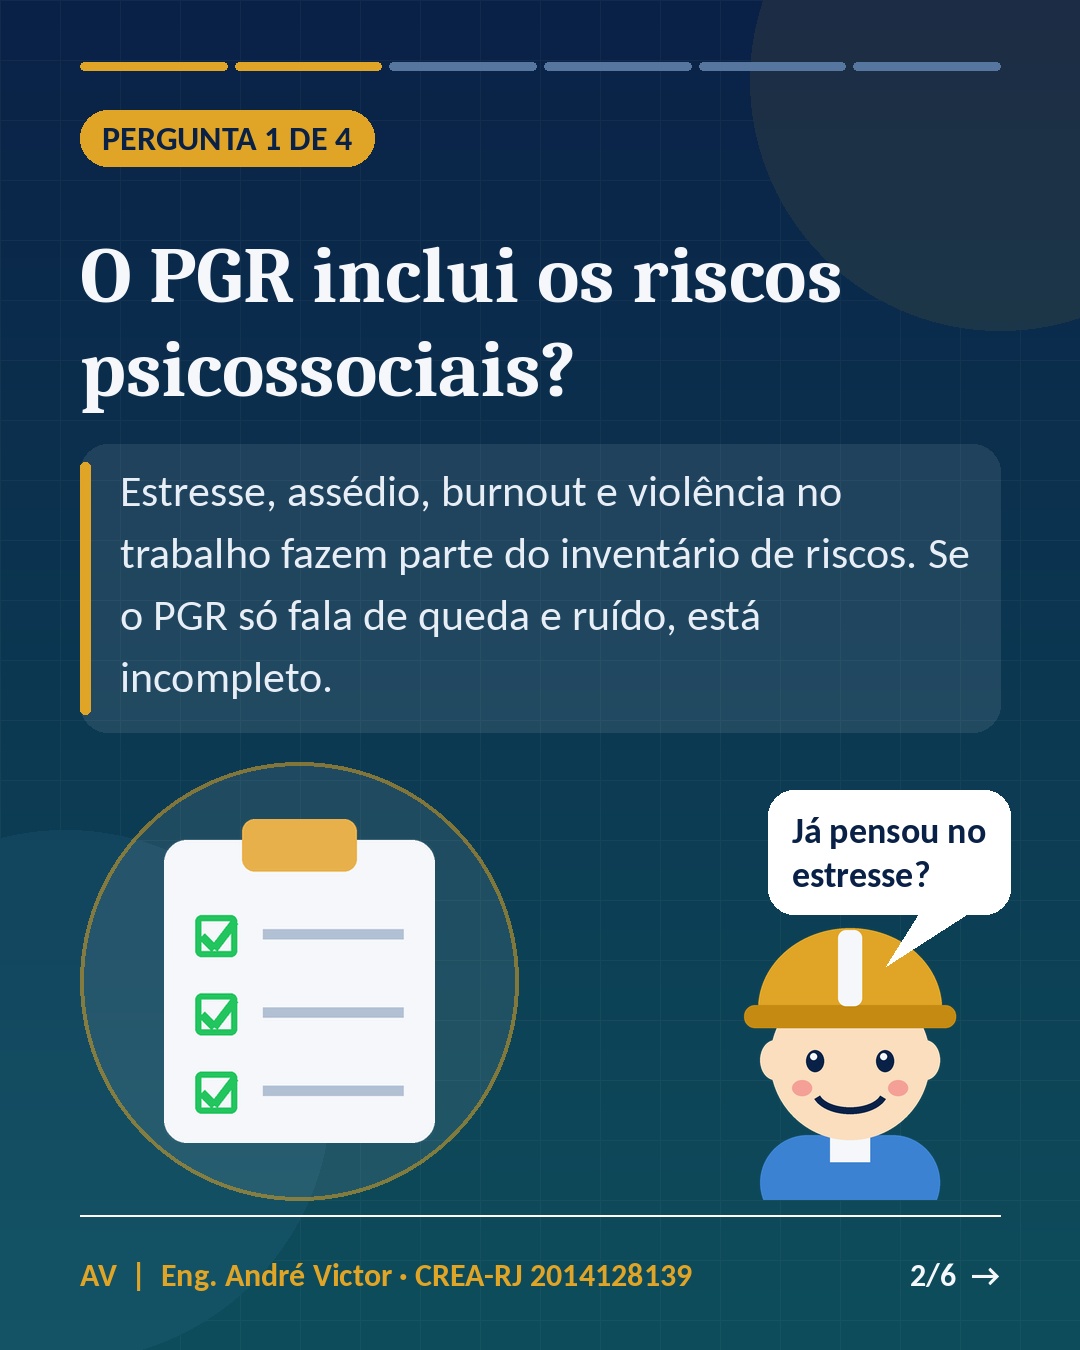 PERGUNTA 1 DE 4
O PGR inclui os riscos
psicossociais?
Estresse, assédio, burnout e violência no
trabalho fazem parte do inventário de riscos. Se
o PGR só fala de queda e ruído, está
incompleto.
Já pensou no
estresse?
AV | Eng. André Victor · CREA-RJ 2014128139
2/6 →